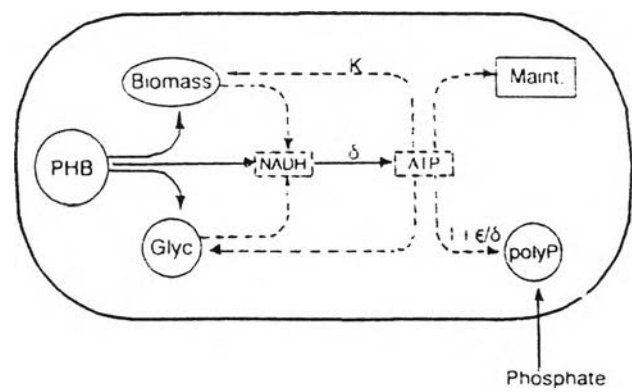 Biomass
K
Maint.
PHB
NADH
δ
ATP
Glyc
ϵ/δ
polyP
Phosphate